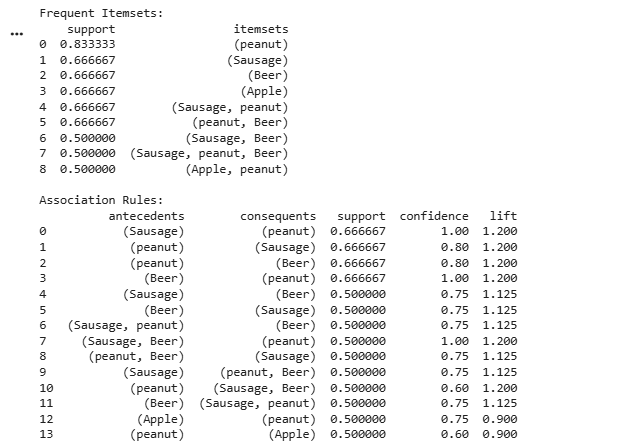 Frequent Itemsets:
...
support itemsets
0 0.833333 (peanut)
1 0.666667 (Sausage)
2 0.666667 (Beer)
3 0.666667 (Apple)
4 0.666667 (Sausage, peanut)
5 0.666667 (peanut, Beer)
6 0.500000 (Sausage, Beer)
7 0.500000 (Sausage, peanut, Beer)
8 0.500000 (Apple, peanut)
Association Rules:
antecedents consequents support confidence lift
0 (Sausage) (peanut) 0.666667 1.00 1.200
1 (peanut) (Sausage) 0.666667 0.80 1.200
2 (peanut) (Beer) 0.666667 0.80 1.200
3 (Beer) (peanut) 0.666667 1.00 1.200
4 (Sausage) (Beer) 0.500000 0.75 1.125
5 (Beer) (Sausage) 0.500000 0.75 1.125
6 (Sausage, peanut) (Beer) 0.500000 0.75 1.125
7 (Sausage, Beer) (peanut) 0.500000 1.00 1.200
8 (peanut, Beer) (Sausage) 0.500000 0.75 1.125
9 (Sausage) (peanut, Beer) 0.500000 0.75 1.125
10 (peanut) (Sausage, Beer) 0.500000 0.60 1.200
11 (Beer) (Sausage, peanut) 0.500000 0.75 1.125
12 (Apple) (peanut) 0.500000 0.75 0.900
13 (peanut) (Apple) 0.500000 0.60 0.900